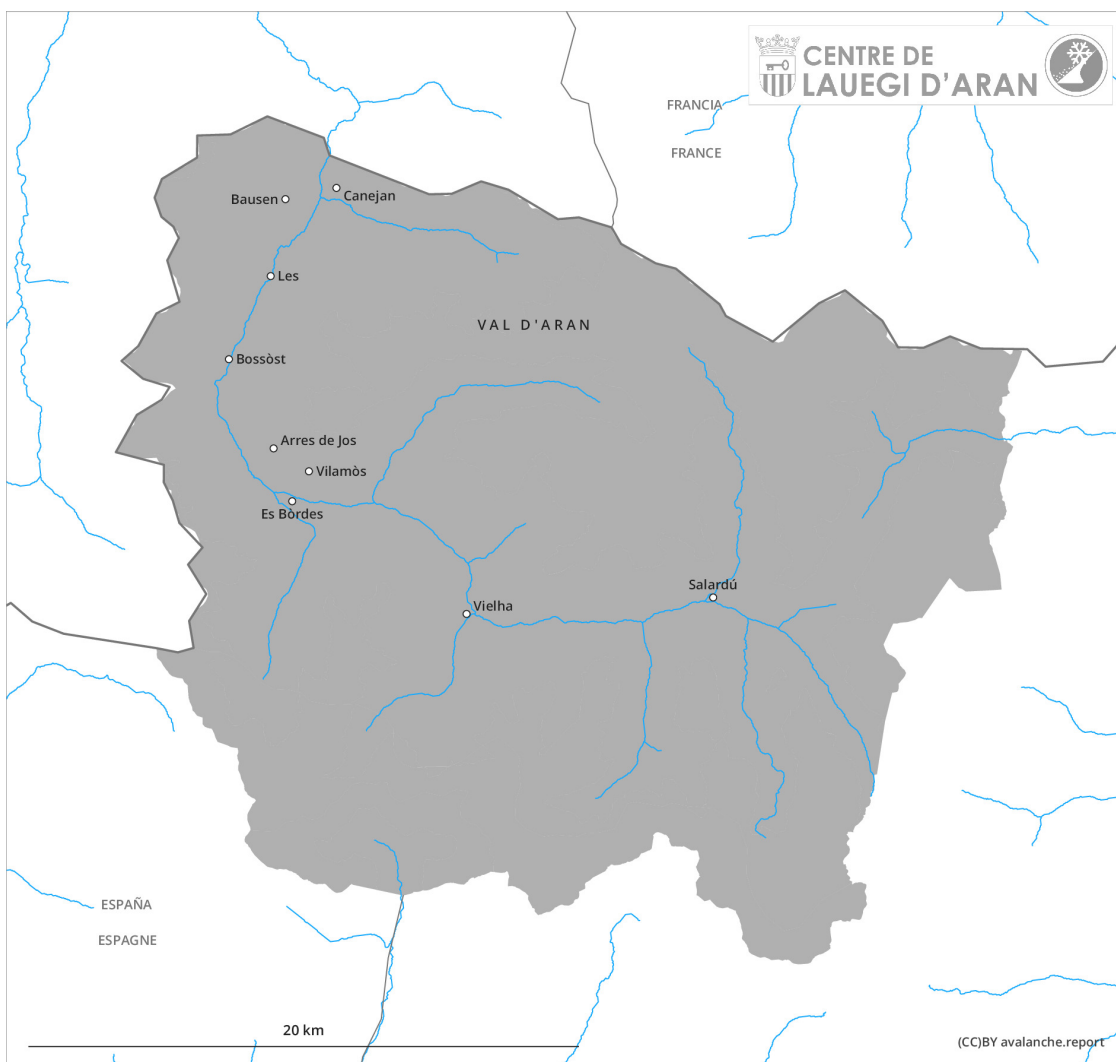 CENTRE DE
LAUEGI D'ARAN
FRANCIA
FRANCE
Bausen
Canejan
Les
VAL D'ARAN
Bossòst
Arres de Jos
Vilamòs
Es Bòrdes
Salardú
Vielha
ESPAÑA
ESPAGNE
20 km
(CC)BY avalanche.report